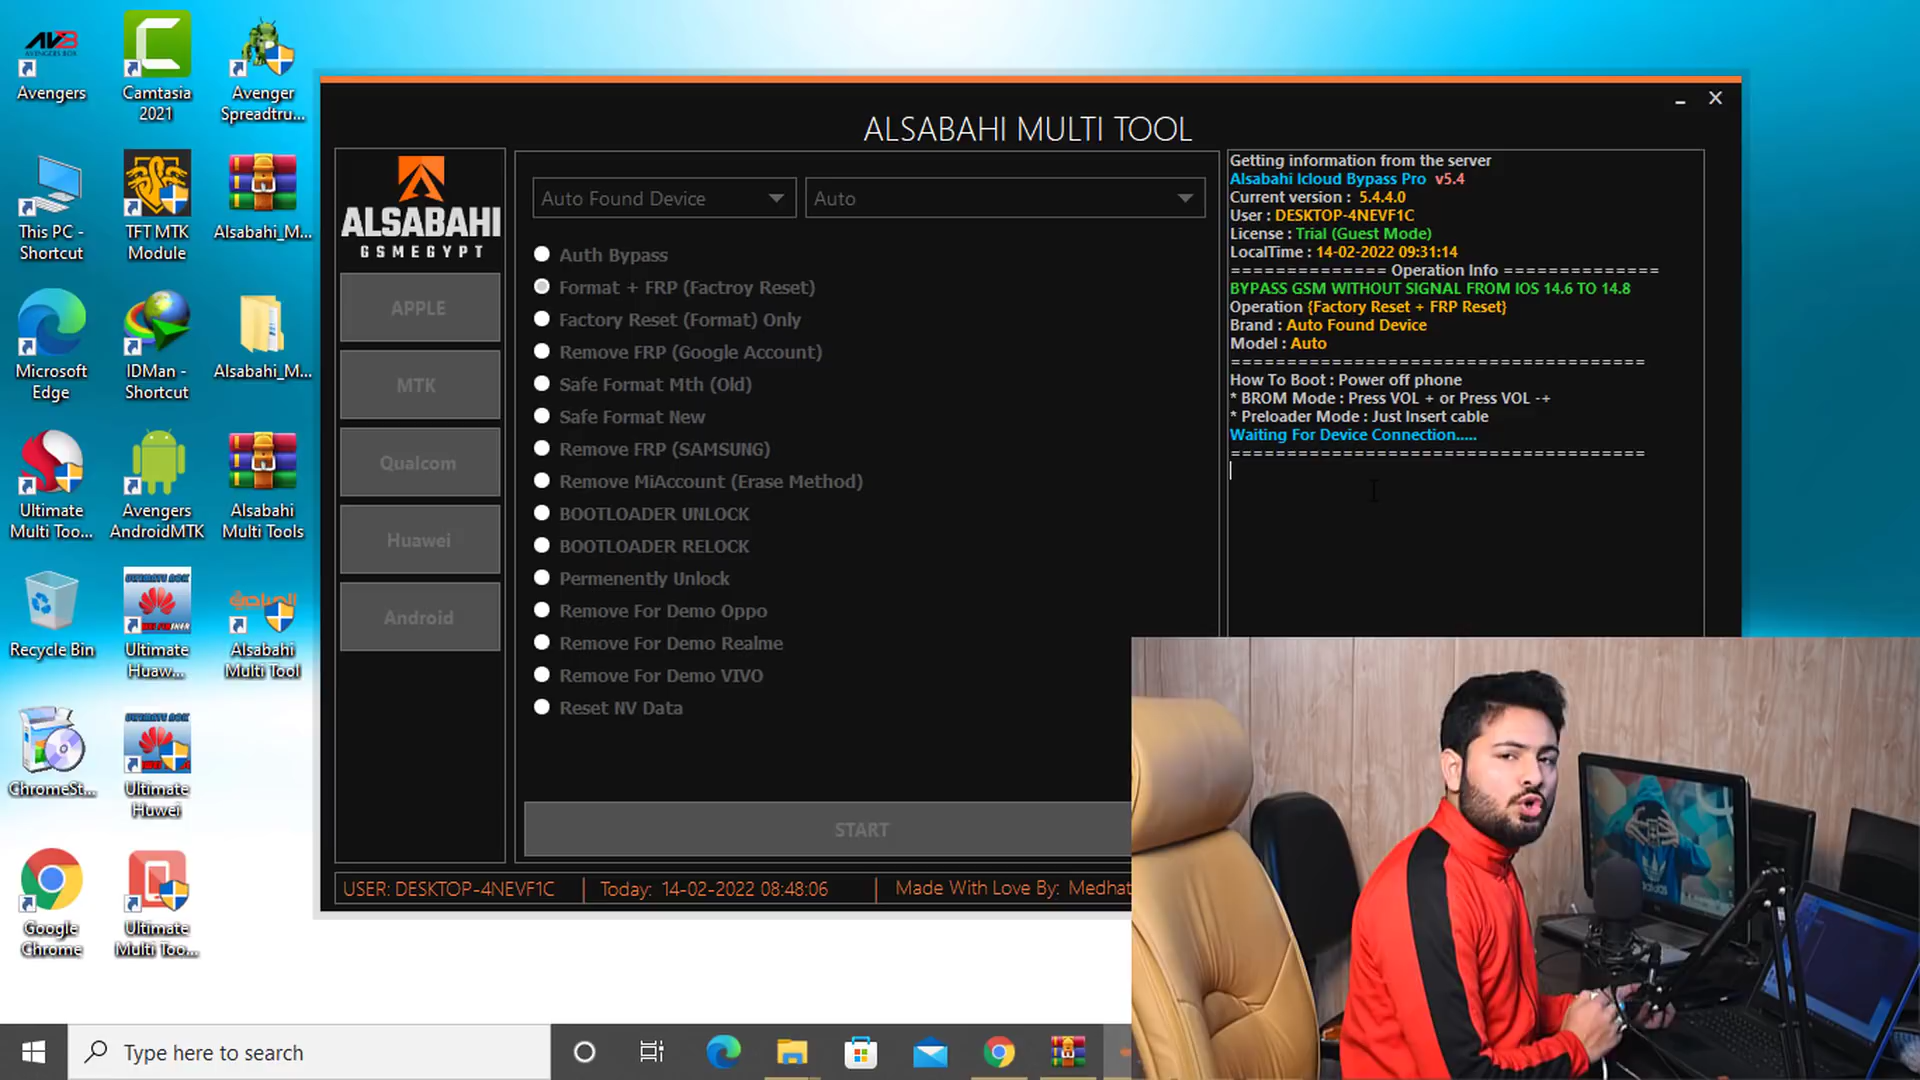 AVB
AVENGERS BOX
Avengers
Camtasia
2021
Avenger
Spreadtru...
This PC -
Shortcut
TFT MTK
Module
Alsabahi_M...
Microsoft
Edge
IDMan -
Shortcut
Alsabahi_M...
Ultimate
Multi Too...
Avengers
AndroidMTK
Alsabahi
Multi Tools
Recycle Bin
Ultimate
Huaw...
Alsabahi
Multi Tool
ChromeSt...
Ultimate
Huwei
Google
Chrome
Ultimate
Multi Too...
ALSABAHI MULTI TOOL
ALSABAHI
GSMEGYPT
APPLE
MTK
Qualcom
Huawei
Android
Auto Found Device
Auto
Auth Bypass
Format + FRP (Factroy Reset)
Factory Reset (Format) Only
Remove FRP (Google Account)
Safe Format Mth (Old)
Safe Format New
Remove FRP (SAMSUNG)
Remove MiAccount (Erase Method)
BOOTLOADER UNLOCK
BOOTLOADER RELOCK
Permenently Unlock
Remove For Demo Oppo
Remove For Demo Realme
Remove For Demo VIVO
Reset NV Data
START
Getting information from the server
Alsabahi Icloud Bypass Pro v5.4
Current version : 5.4.4.0
User : DESKTOP-4NEVF1C
License : Trial (Guest Mode)
LocalTime : 14-02-2022 09:31:14
============== Operation Info ==============
BYPASS GSM WITHOUT SIGNAL FROM IOS 14.6 TO 14.8
Operation {Factory Reset + FRP Reset}
Brand : Auto Found Device
Model : Auto
=====================================
How To Boot : Power off phone
* BROM Mode : Press VOL + or Press VOL -+
* Preloader Mode : Just Insert cable
Waiting For Device Connection.....
=====================================
USER: DESKTOP-4NEVF1C | Today: 14-02-2022 08:48:06 | Made With Love By: Medhat
Type here to search